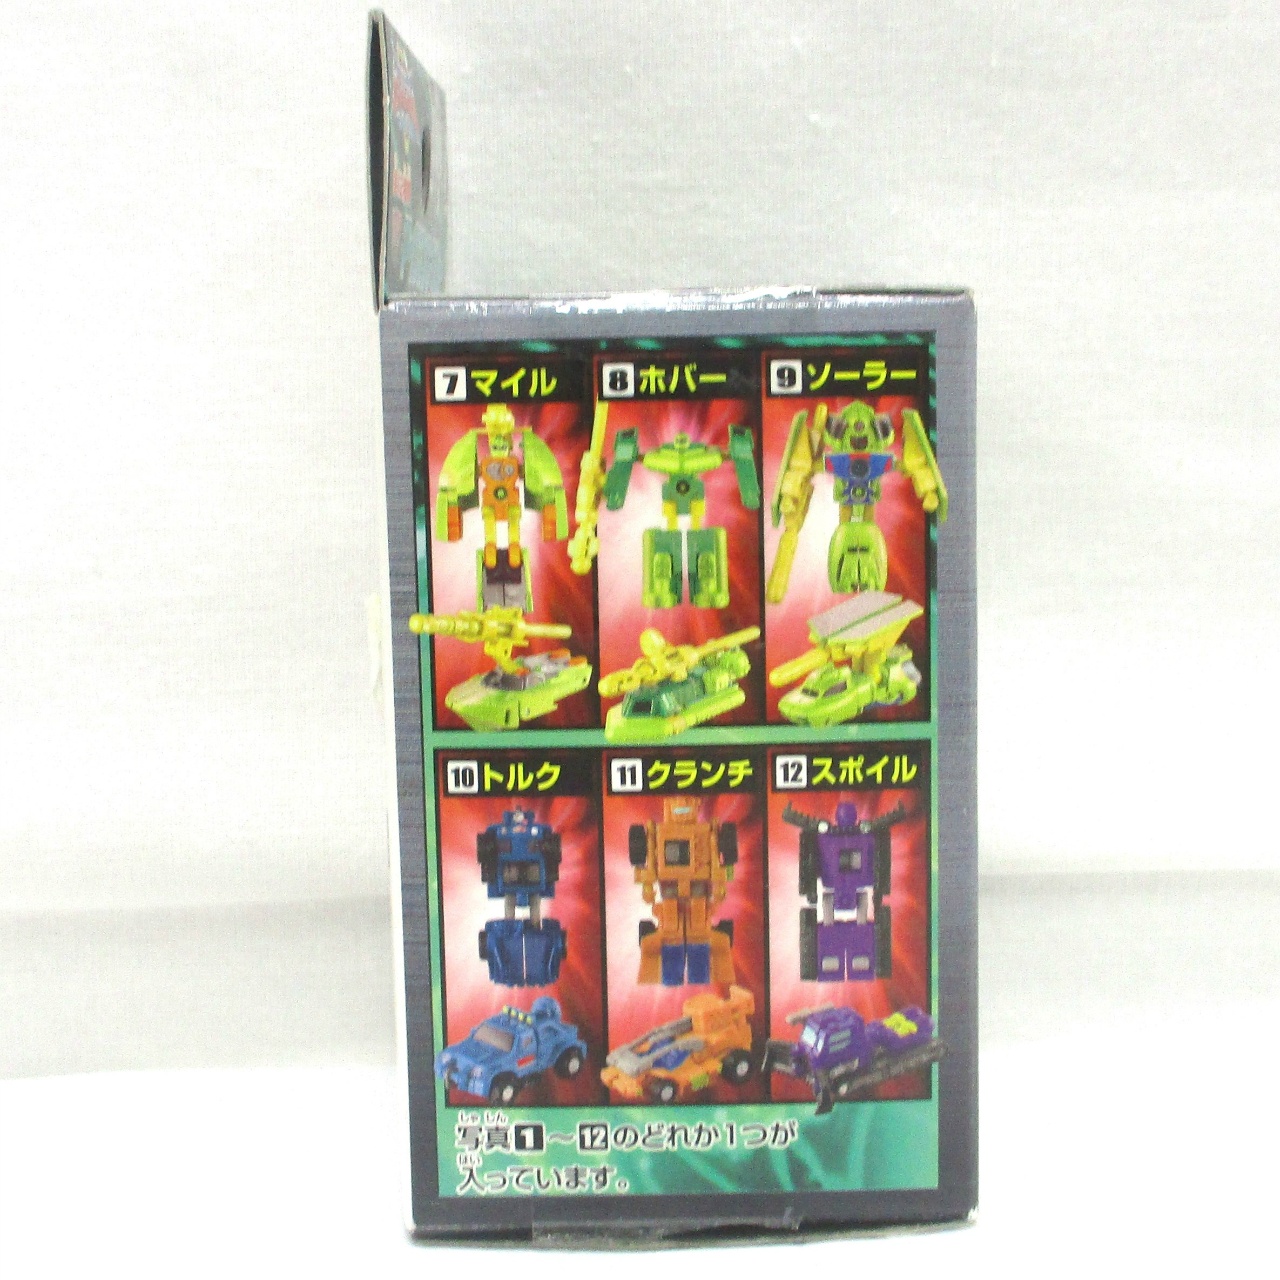 7 マイル
8 ホバー
9 ソーラー
10 トルク
11 クランチ
12 スポイル
しゃ しん
写真1～12のどれか1つが
はい
入っています。